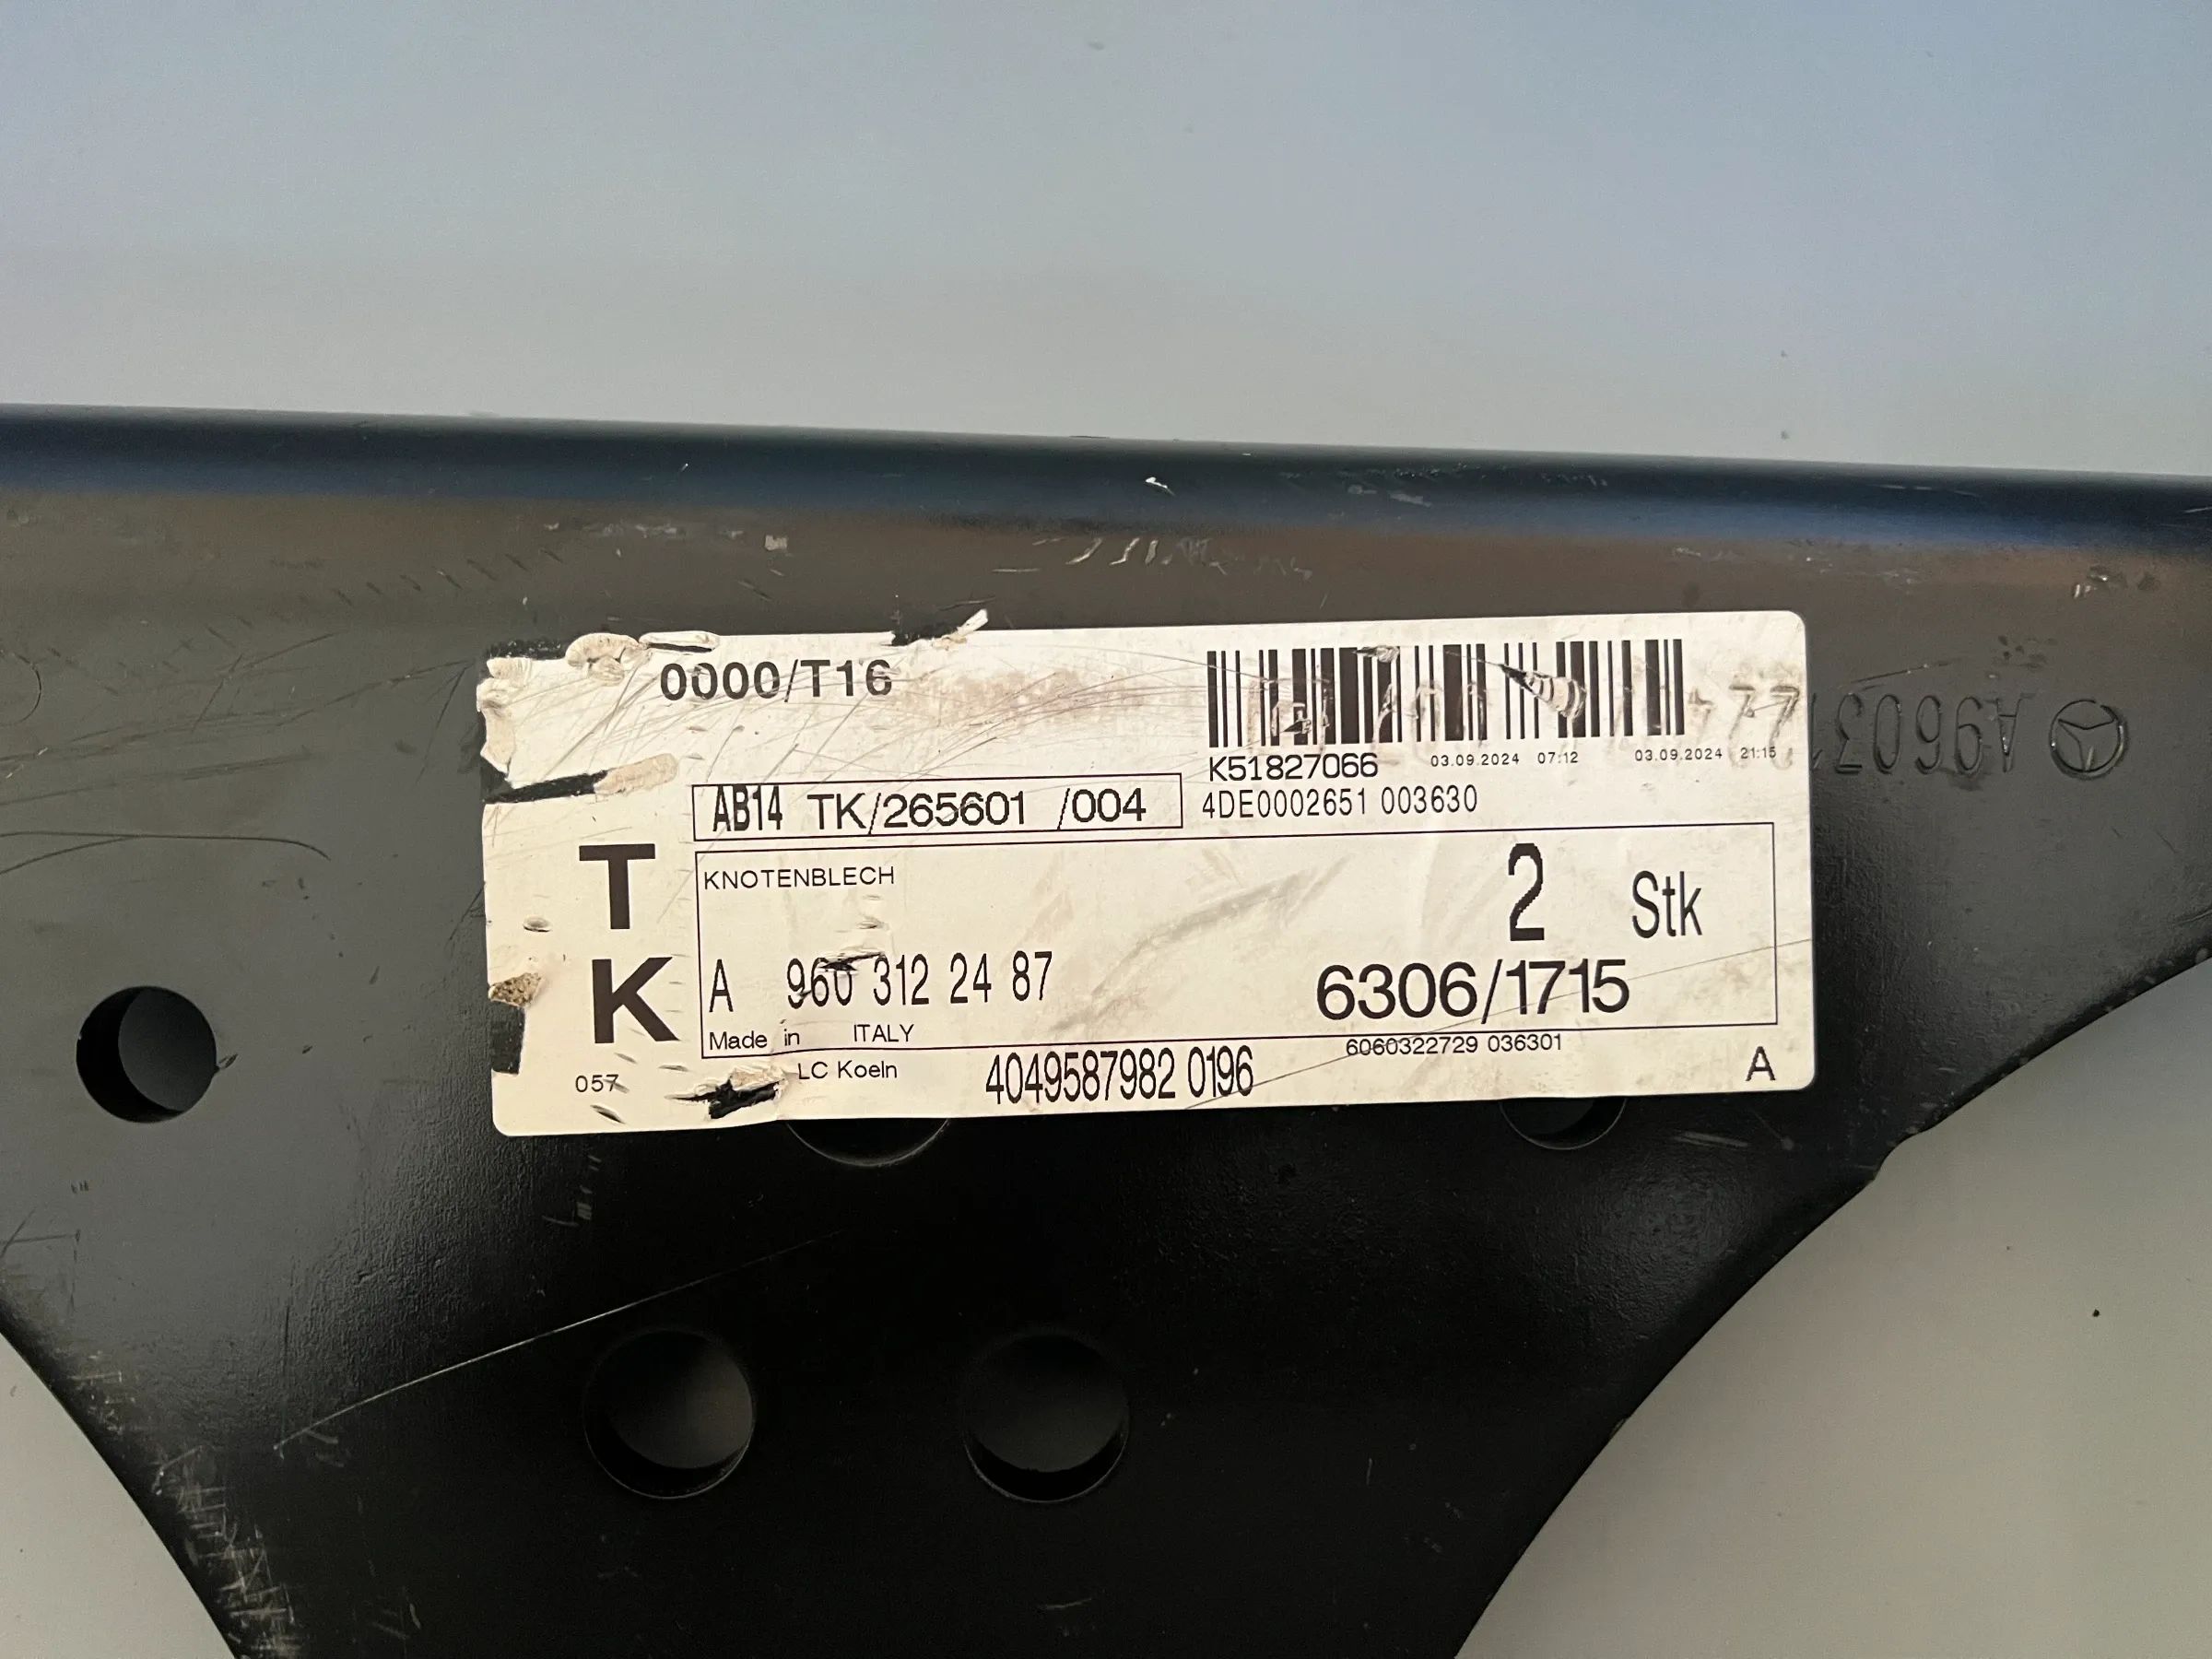 0000/T16
K51827066 03.09.2024 07:12 03.09.2024 21:15
AB14 TK/265601 /004
4DE0002651 003630
T
K
KNOTENBLECH
2 Stk
A 960 312 24 87
6306/1715
Made in ITALY
6060322729 036301
057
LC Koeln
4049587982 0196
A
A9603